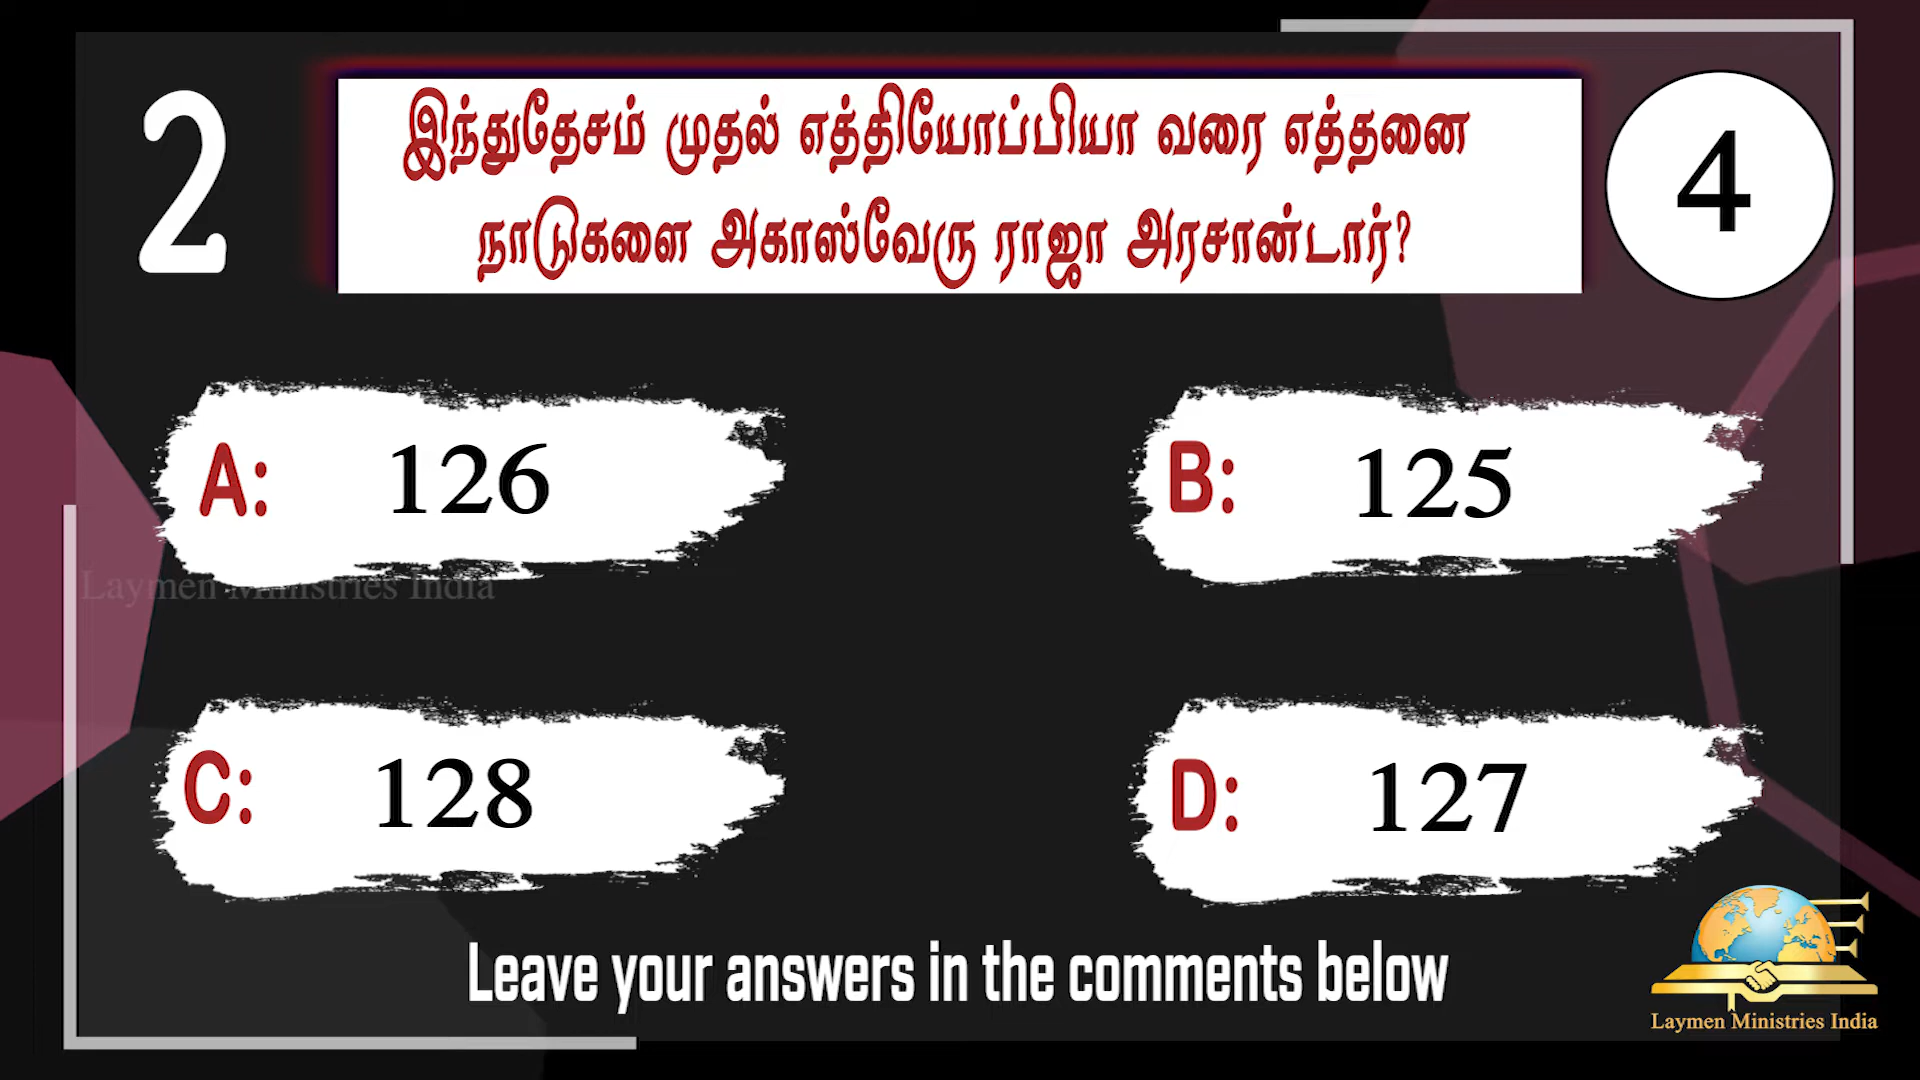 2
இந்துதேசம் முதல் எத்தியோப்பியா வரை எத்தனை
நாடுகளை அகாஸ்வேரு ராஜா அரசான்டார்?
4
A: 126
B: 125
Laymen Ministries India
C: 128
D: 127
Leave your answers in the comments below
Laymen Ministries India